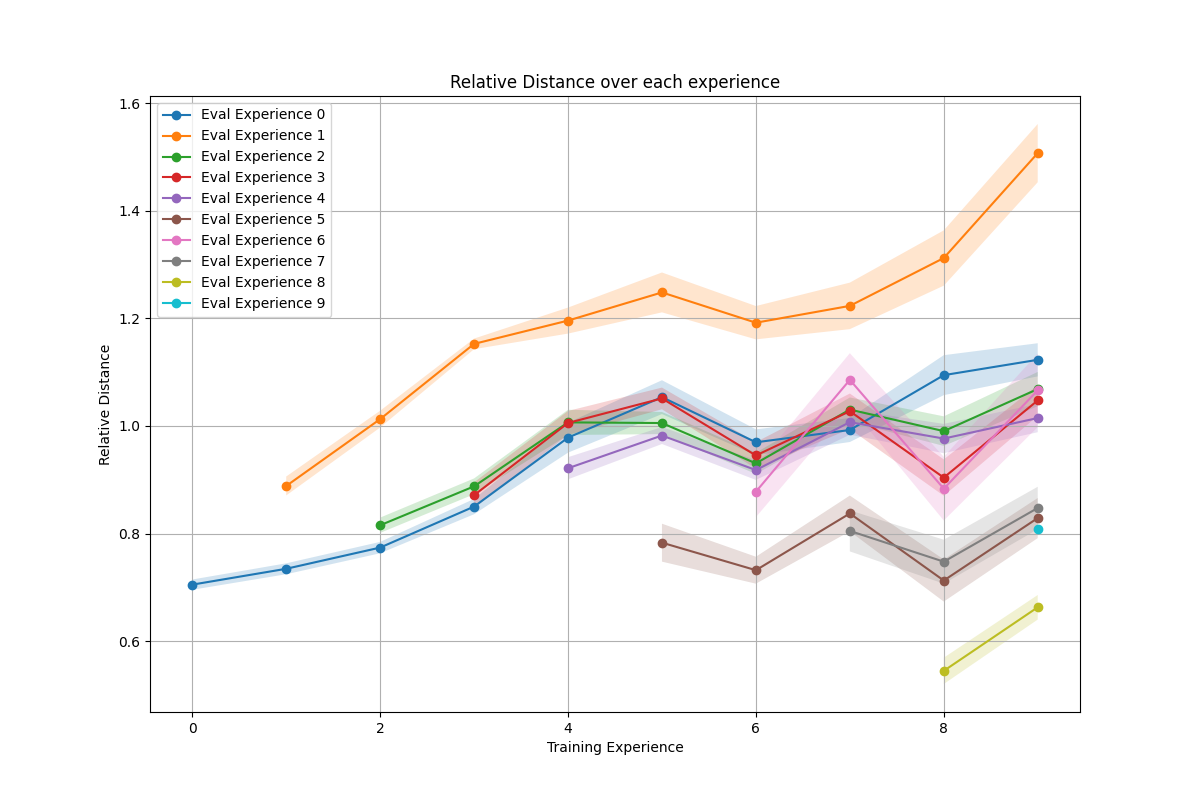 Relative Distance over each experience
1.6
1.4
1.2
1.0
0.8
0.6
Relative Distance
Eval Experience 0
Eval Experience 1
Eval Experience 2
Eval Experience 3
Eval Experience 4
Eval Experience 5
Eval Experience 6
Eval Experience 7
Eval Experience 8
Eval Experience 9
0 2 4 6 8
Training Experience